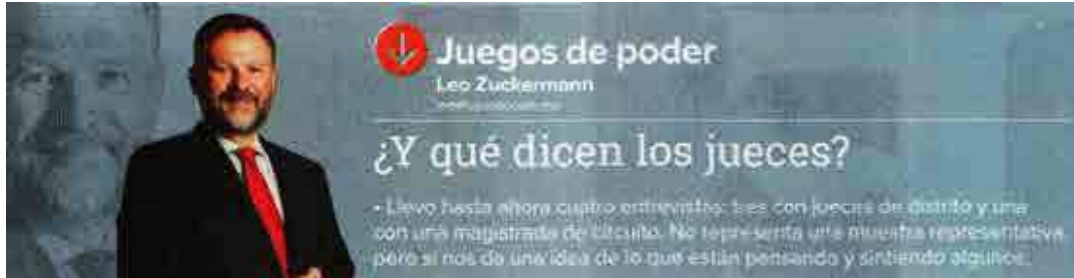 Juegos de poder
Leo Zuckermann
¿Y qué dicen los jueces?
• Llevo hasta ahora cuatro entrevistas: tres con jueces de distrito y una
con una magistrada de circuito. No representa una muestra representativa,
pero sí nos da una idea de lo que están pensando y sintiendo algunos.